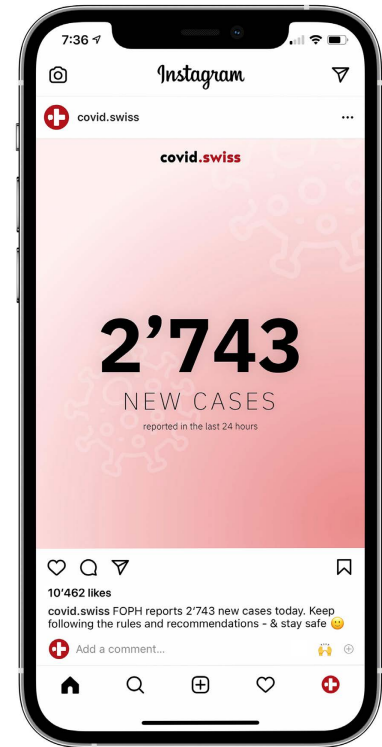 7:36
Instagram
covid.swiss
covid.swiss
2’743
NEW CASES
reported in the last 24 hours
10’462 likes
covid.swiss FOPH reports 2’743 new cases today. Keep
following the rules and recommendations - & stay safe 🙂
Add a comment...